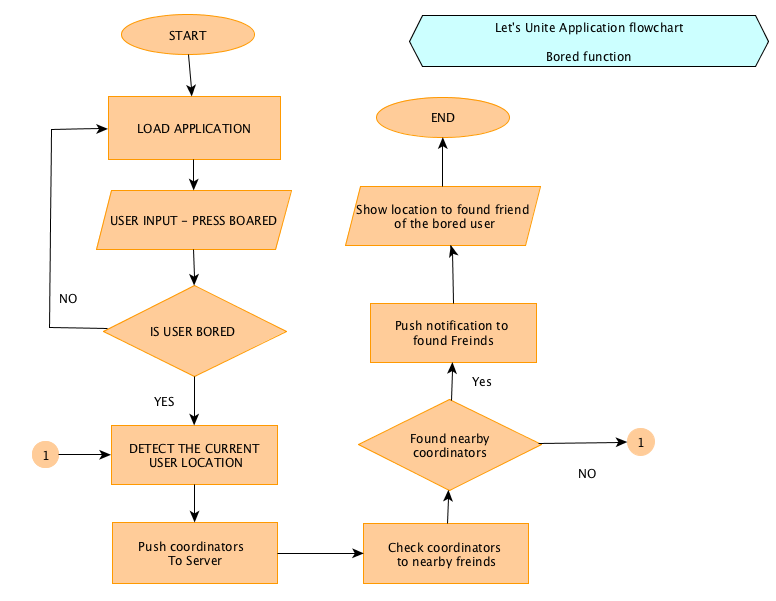 Let's Unite Application flowchart
Bored function
START
LOAD APPLICATION
USER INPUT - PRESS BOARED
IS USER BORED
NO
YES
1
DETECT THE CURRENT
USER LOCATION
Push coordinators
To Server
Check coordinators
to nearby freinds
Found nearby
coordinators
NO
1
Yes
Push notification to
found Freinds
Show location to found friend
of the bored user
END